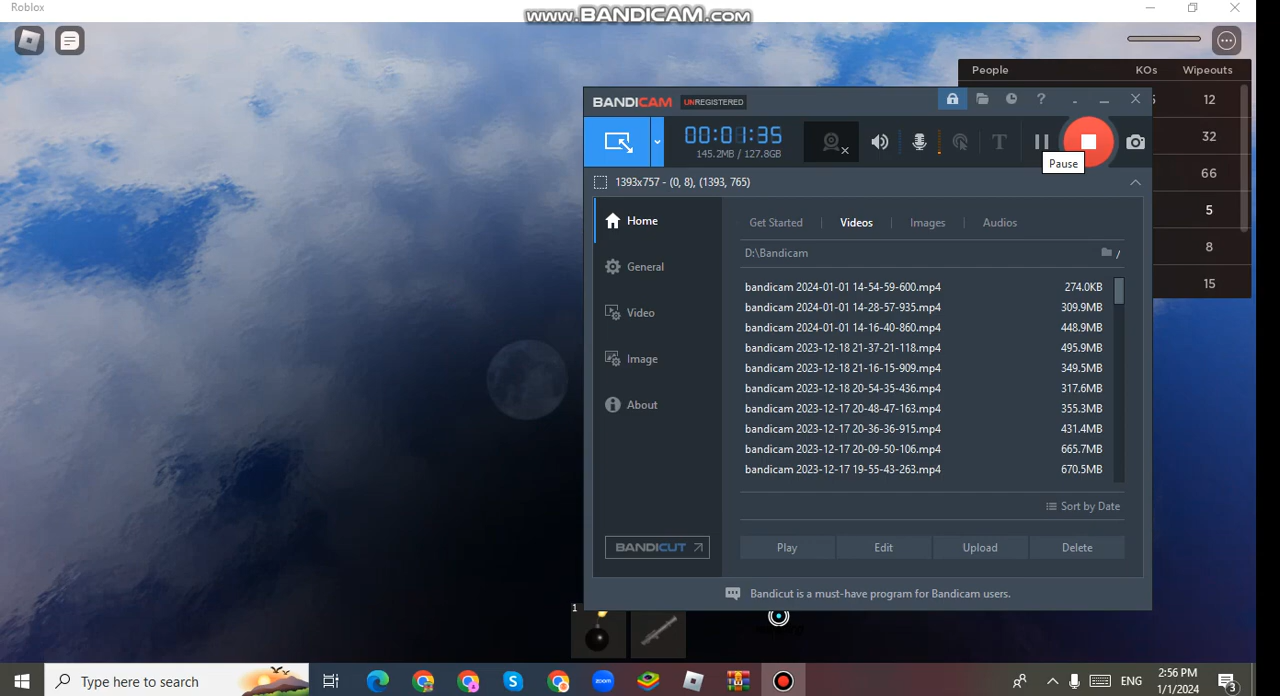 Roblox
www.BANDICAM.com
People KOs Wipeouts
5 12
32
66
5
8
15
BANDICAM UNREGISTERED
?
00:01:35
145.2MB / 127.8GB
T
Pause
1393x757 - (0, 8), (1393, 765)
Home
General
Video
Image
About
Get Started Videos Images Audios
D:\Bandicam /
bandicam 2024-01-01 14-54-59-600.mp4 274.0KB
bandicam 2024-01-01 14-28-57-935.mp4 309.9MB
bandicam 2024-01-01 14-16-40-860.mp4 448.9MB
bandicam 2023-12-18 21-37-21-118.mp4 495.9MB
bandicam 2023-12-18 21-16-15-909.mp4 349.5MB
bandicam 2023-12-18 20-54-35-436.mp4 317.6MB
bandicam 2023-12-17 20-48-47-163.mp4 355.3MB
bandicam 2023-12-17 20-36-36-915.mp4 431.4MB
bandicam 2023-12-17 20-09-50-106.mp4 665.7MB
bandicam 2023-12-17 19-55-43-263.mp4 670.5MB
Sort by Date
BANDICUT
Play Edit Upload Delete
Bandicut is a must-have program for Bandicam users.
1
Type here to search
zoom
ENG
2:56 PM
1/1/2024
3